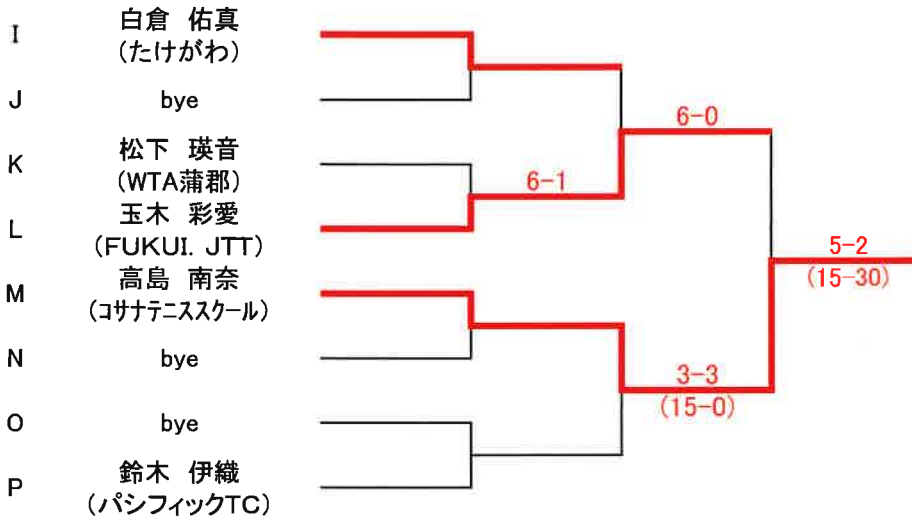 I 白倉 佑真
(たけがわ)
J bye
6-0
K 松下 瑛音
(WTA蒲郡)
6-1
L 玉木 彩愛
(FUKUI. JTT)
5-2
(15-30)
M 高島 南奈
(コサナテニススクール)
N bye
3-3
(15-0)
O bye
P 鈴木 伊織
(パシフィックTC)